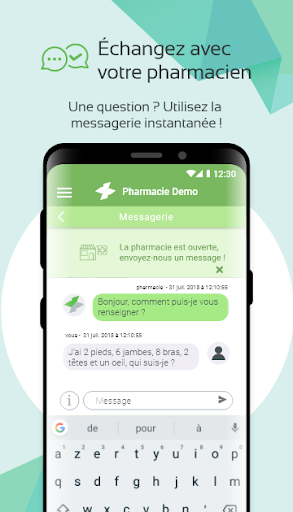 Échangez avec
votre pharmacien
Une question ? Utilisez la
messagerie instantanée !
12:30
Pharmacie Demo
Messagerie
La pharmacie est ouverte,
envoyez-nous un message !
pharmacie - 31 juil. 2018 à 12:10:55
Bonjour, comment puis-je vous
renseigner ?
vous - 31 juil. 2018 à 12:10:55
J'ai 2 pieds, 6 jambes, 8 bras, 2
têtes et un oeil, qui suis-je ?
Message
de pour à
a z e r t y u i o p
q s d f g h j k l m
w x c v b n '